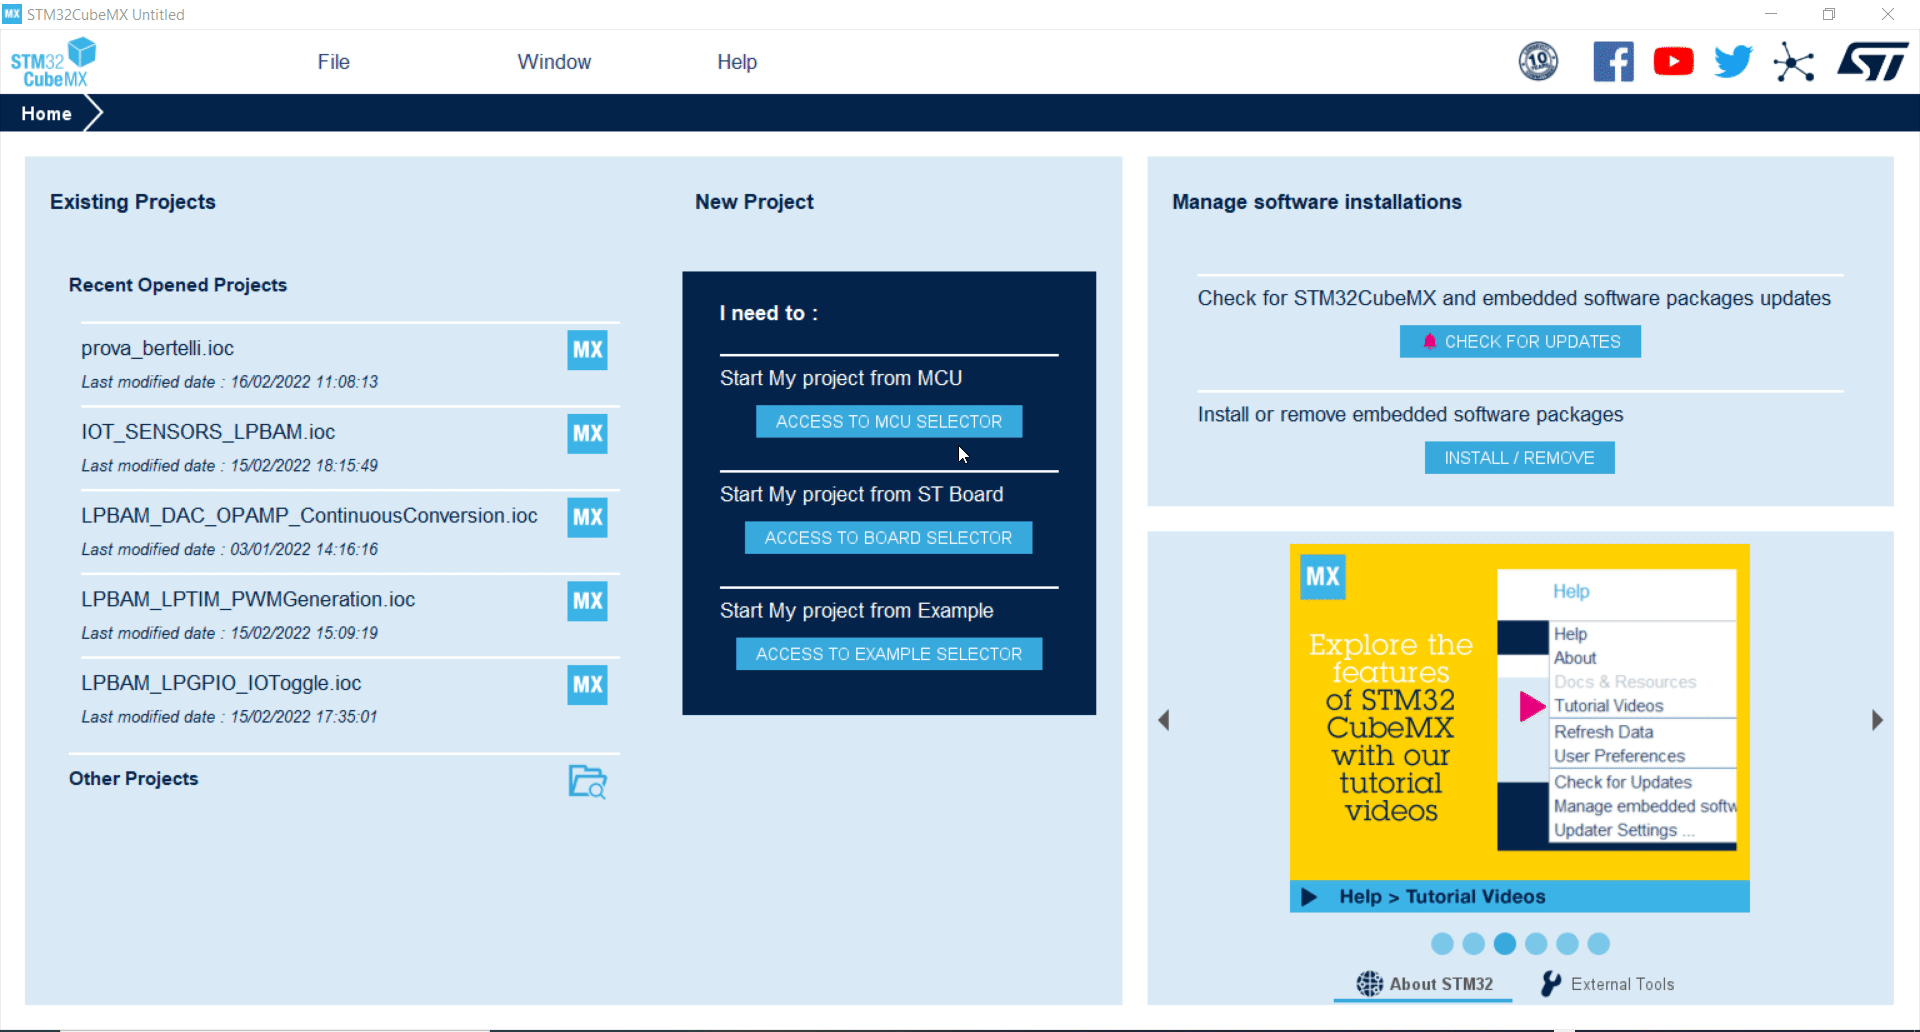 MX STM32CubeMX Untitled
STM32
CubeMX
File
Window
Help
10
ST
Home
Existing Projects
Recent Opened Projects
prova_bertelli.ioc
MX
Last modified date : 16/02/2022 11:08:13
IOT_SENSORS_LPBAM.ioc
MX
Last modified date : 15/02/2022 18:15:49
LPBAM_DAC_OPAMP_ContinuousConversion.ioc
MX
Last modified date : 03/01/2022 14:16:16
LPBAM_LPTIM_PWMGeneration.ioc
MX
Last modified date : 15/02/2022 15:09:19
LPBAM_LPGPIO_IOToggle.ioc
MX
Last modified date : 15/02/2022 17:35:01
Other Projects
New Project
I need to :
Start My project from MCU
ACCESS TO MCU SELECTOR
Start My project from ST Board
ACCESS TO BOARD SELECTOR
Start My project from Example
ACCESS TO EXAMPLE SELECTOR
Manage software installations
Check for STM32CubeMX and embedded software packages updates
CHECK FOR UPDATES
Install or remove embedded software packages
INSTALL / REMOVE
MX
Explore the
features
of STM32
CubeMX
with our
tutorial
videos
Help
Help
About
Docs & Resources
Tutorial Videos
Refresh Data
User Preferences
Check for Updates
Manage embedded softw
Updater Settings ...
Help > Tutorial Videos
About STM32
External Tools